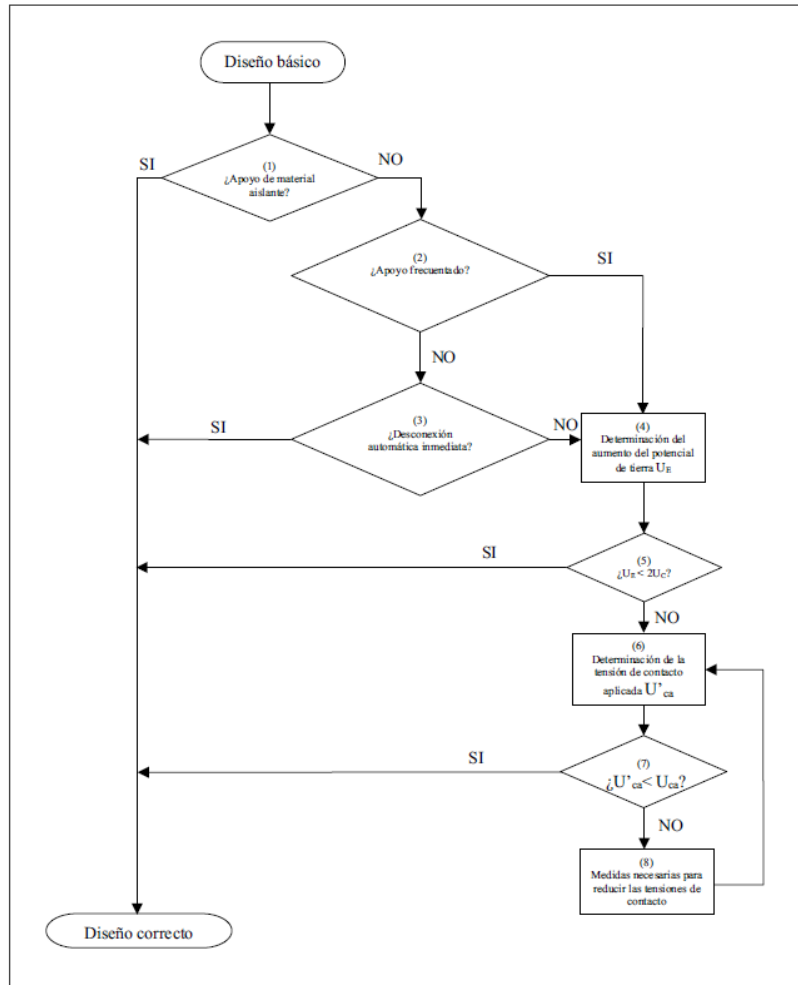 Diseño básico
SI
NO
(1)
¿Apoyo de material
aislante?
(2)
¿Apoyo frecuentado?
SI
NO
(3)
¿Desconexión
automática inmediata?
SI
NO
(4)
Determinación del
aumento del potencial
de tierra UE
SI
(5)
¿UE< 2UC?
NO
(6)
Determinación de la
tensión de contacto
aplicada U’ca
SI
(7)
¿U’ca< Uca?
NO
(8)
Medidas necesarias para
reducir las tensiones de
contacto
Diseño correcto